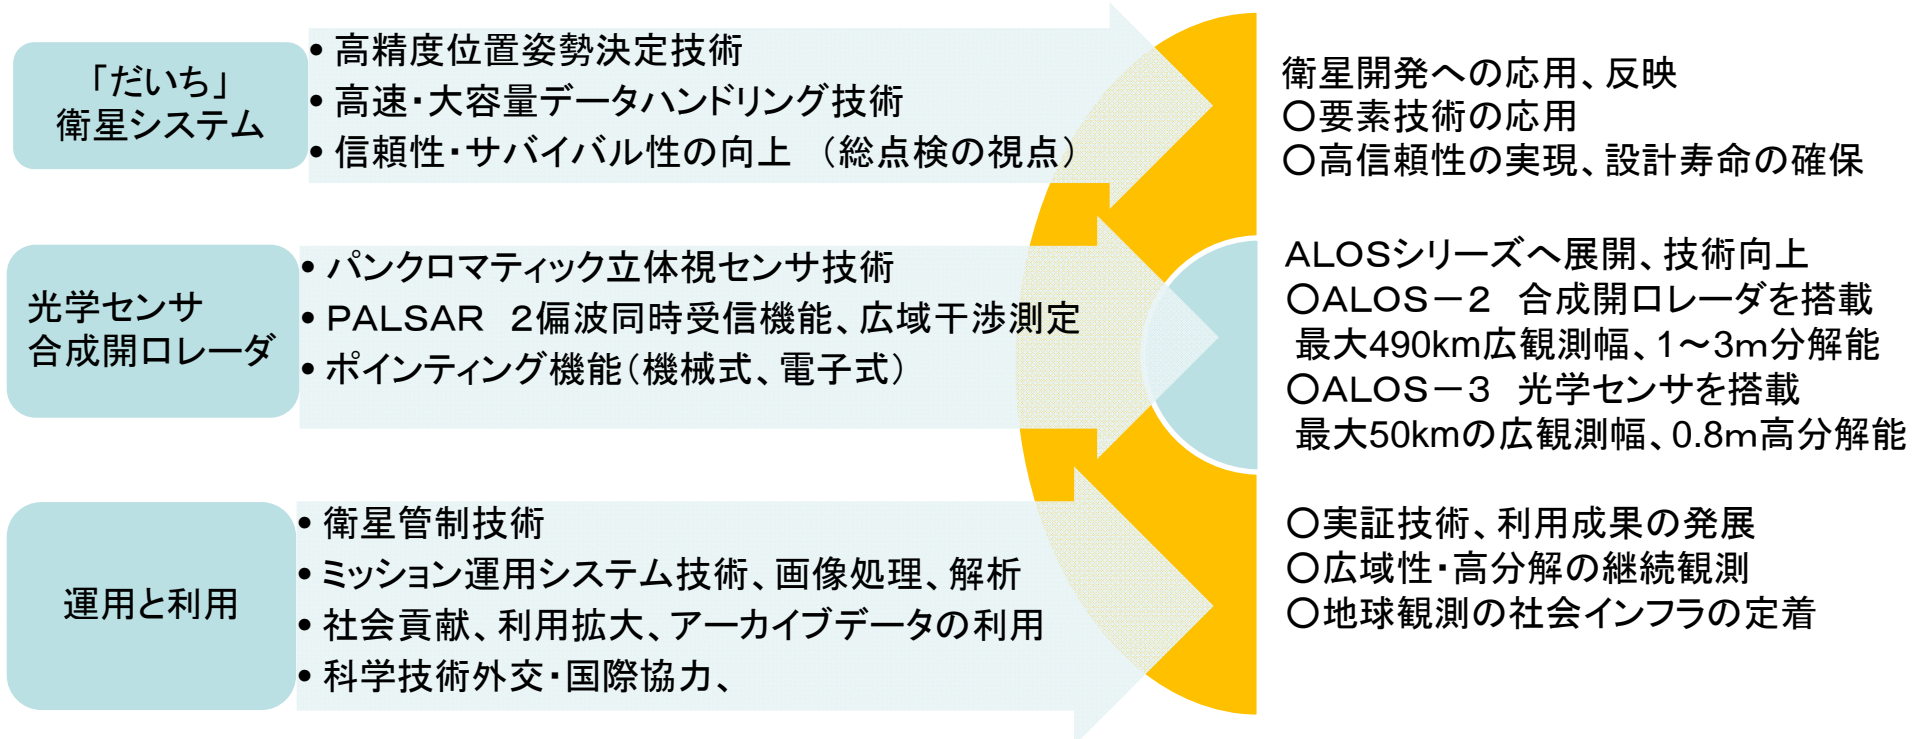 「だいち」
衛星システム
• 高精度位置姿勢決定技術
• 高速・大容量データハンドリング技術
• 信頼性・サバイバル性の向上　（総点検の視点）
衛星開発への応用、反映
○要素技術の応用
○高信頼性の実現、設計寿命の確保
光学センサ
合成開口レーダ
• パンクロマティック立体視センサ技術
• ＰＡＬＳＡＲ　２偏波同時受信機能、広域干渉測定
• ポインティング機能（機械式、電子式）
ＡＬＯＳシリーズへ展開、技術向上
○ＡＬＯＳ－２　合成開口レーダを搭載
最大490km広観測幅、1～3ｍ分解能
○ＡＬＯＳ－３　光学センサを搭載
最大50kmの広観測幅、0.8ｍ高分解能
運用と利用
• 衛星管制技術
• ミッション運用システム技術、画像処理、解析
• 社会貢献、利用拡大、アーカイブデータの利用
• 科学技術外交・国際協力、
○実証技術、利用成果の発展
○広域性・高分解の継続観測
○地球観測の社会インフラの定着